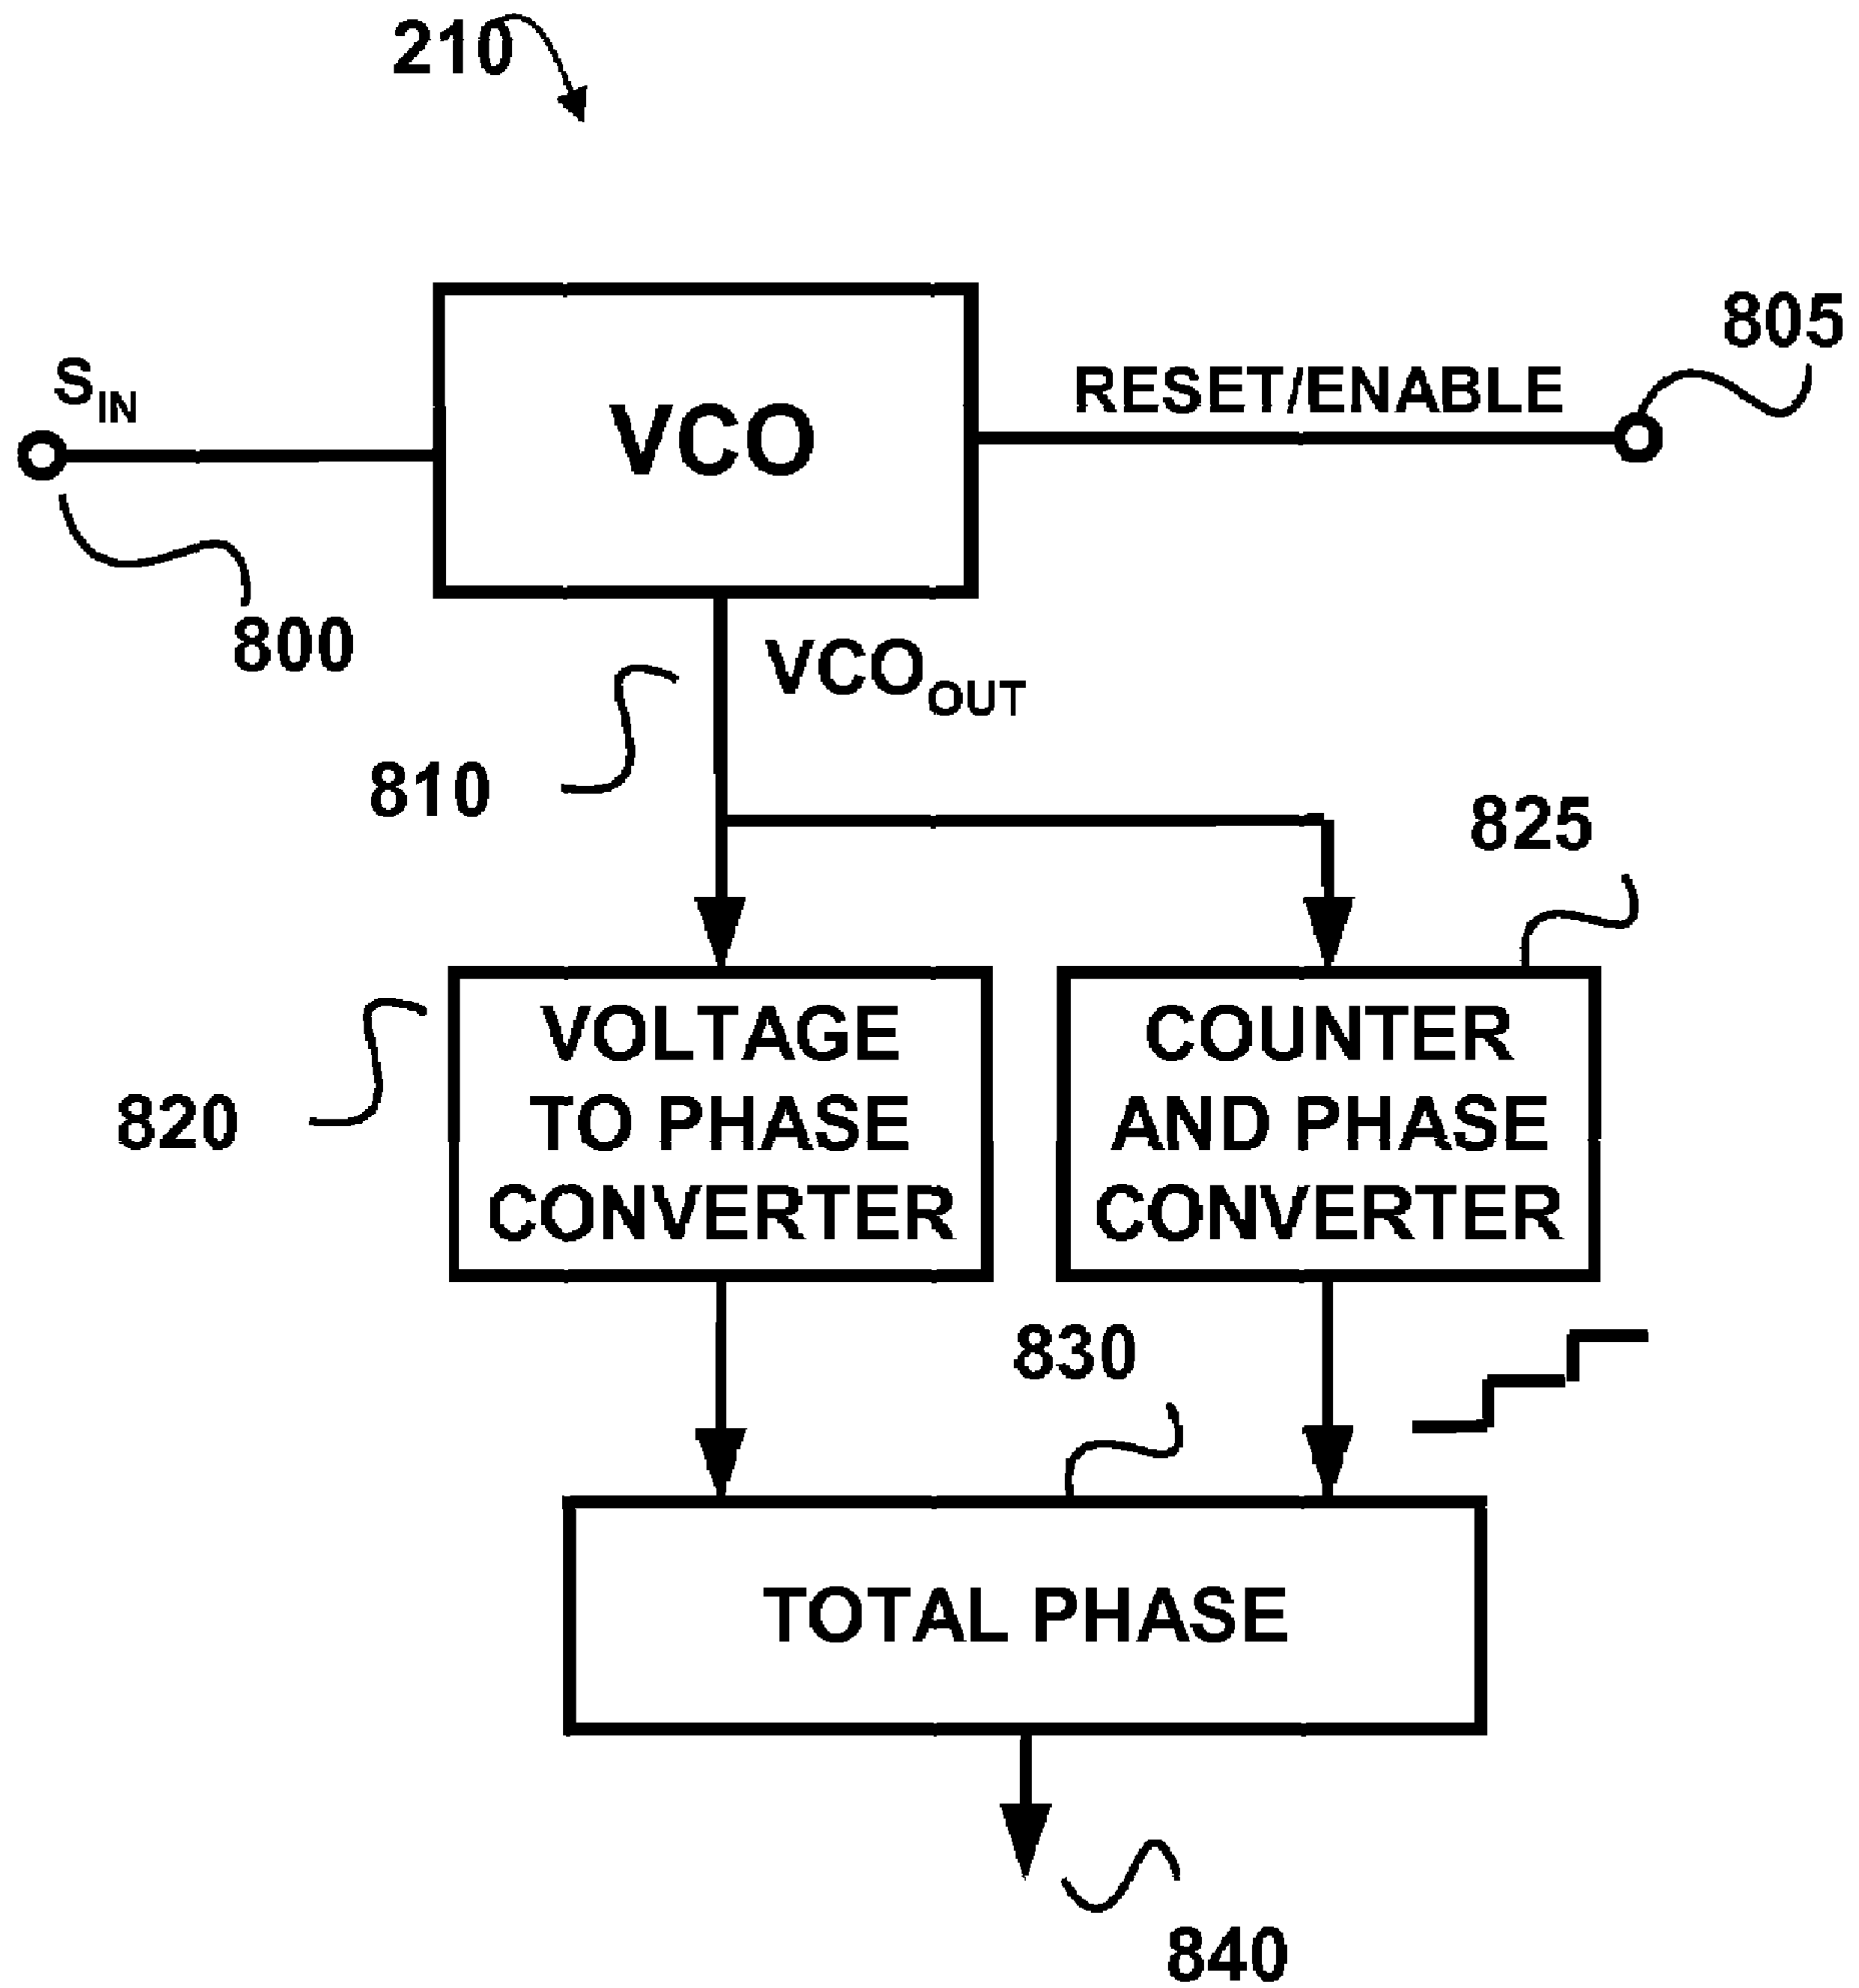 210
805
S_IN
RESET/ENABLE
VCO
800
VCO_OUT
810
825
VOLTAGE
TO PHASE
CONVERTER
COUNTER
AND PHASE
CONVERTER
820
830
TOTAL PHASE
840